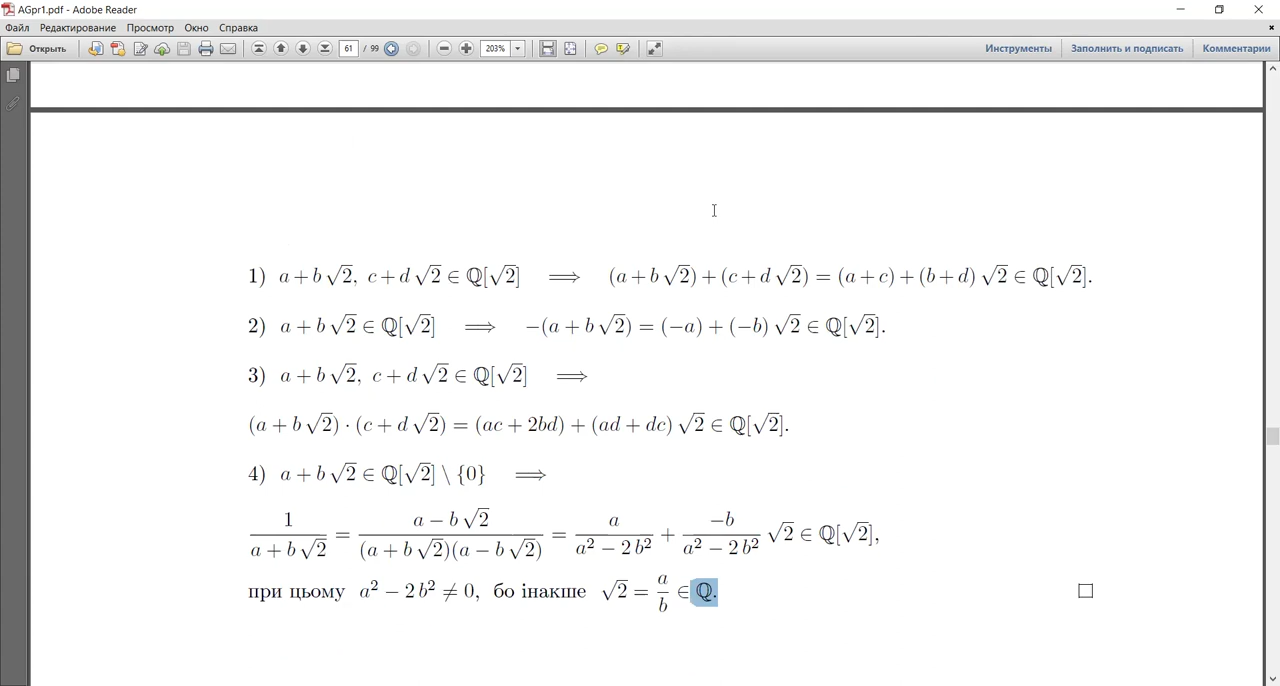 AGpr1.pdf - Adobe Reader
Файл Редактирование Просмотр Окно Справка
Открыть 61 / 99 203% Инструменты Заполнить и подписать Комментарии
1) a + b √2, c + d √2 ∈ ℚ[√2] ⟹ (a + b √2) + (c + d √2) = (a + c) + (b + d) √2 ∈ ℚ[√2].
2) a + b √2 ∈ ℚ[√2] ⟹ −(a + b √2) = (−a) + (−b) √2 ∈ ℚ[√2].
3) a + b √2, c + d √2 ∈ ℚ[√2] ⟹
(a + b √2) · (c + d √2) = (ac + 2bd) + (ad + dc) √2 ∈ ℚ[√2].
4) a + b √2 ∈ ℚ[√2] \ {0} ⟹
1/(a + b √2) = (a − b √2)/((a + b √2)(a − b √2)) = a/(a² − 2 b²) + −b/(a² − 2 b²) √2 ∈ ℚ[√2],
при цьому a² − 2 b² ≠ 0, бо інакше √2 = a/b ∈ ℚ. □